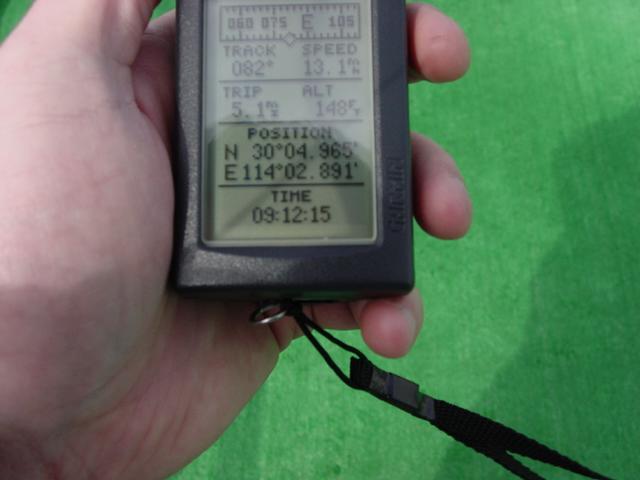 060 075 E 105
TRACK SPEED
082° 13.1 mh
TRIP ALT
5.1 mi 148 FT
POSITION
N 30°04.965'
E 114°02.891'
TIME
09:12:15
GARMIN